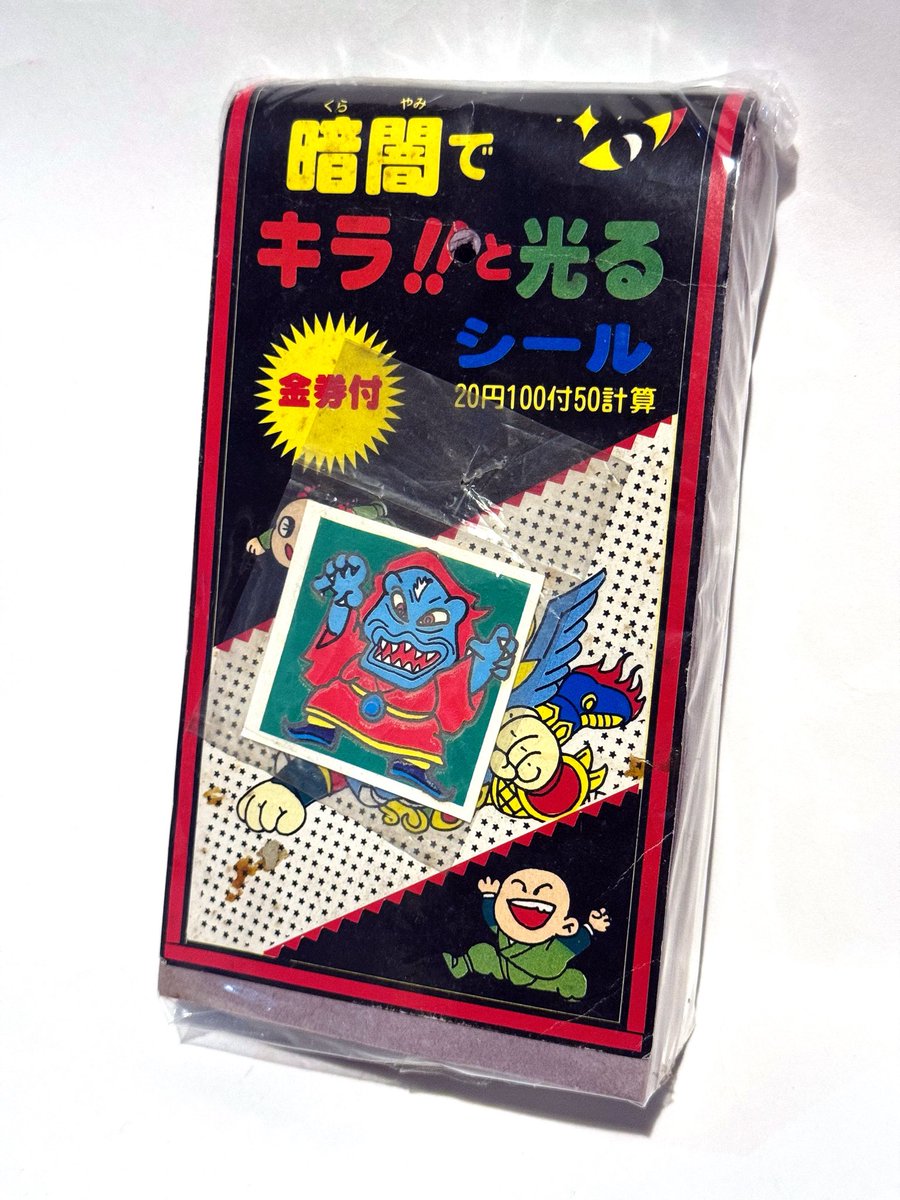 くら やみ
暗闇で
キラ!!と光る
シール
金券付
20円100付50計算